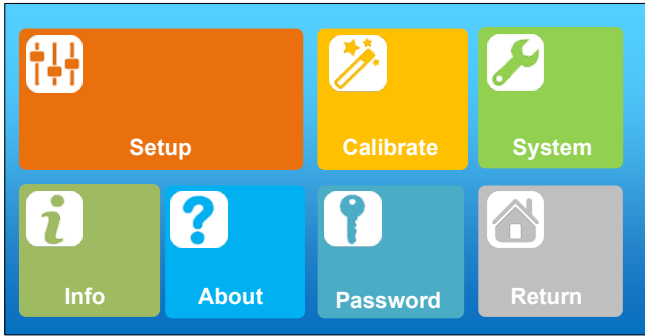 Setup
Calibrate
System
Info
About
Password
Return